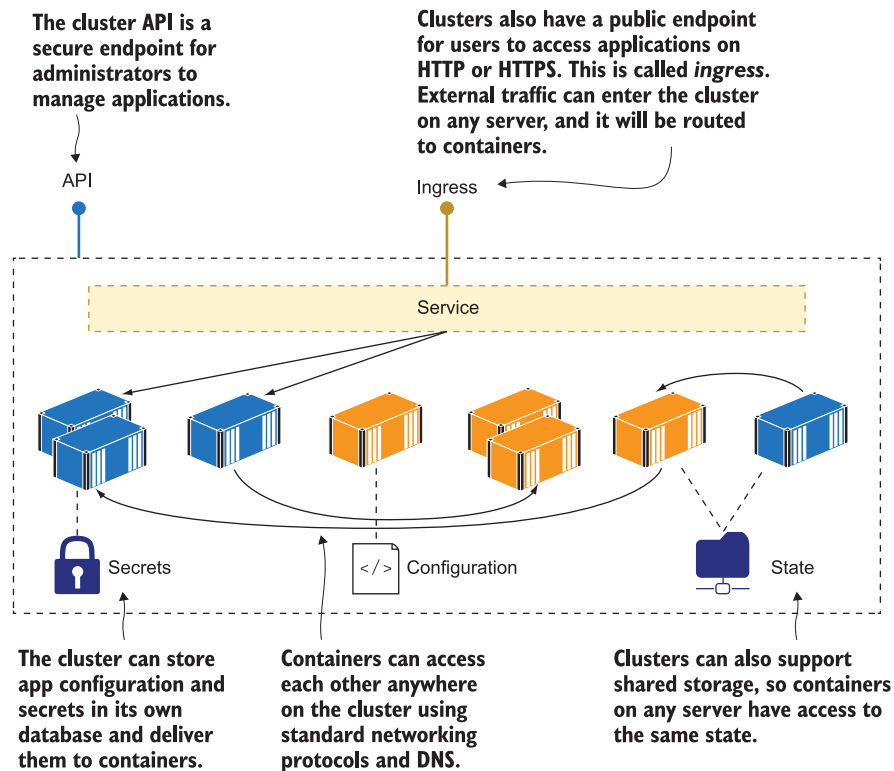 The cluster API is a
secure endpoint for
administrators to
manage applications.
Clusters also have a public endpoint
for users to access applications on
HTTP or HTTPS. This is called ingress.
External traffic can enter the cluster
on any server, and it will be routed
to containers.
API
Ingress
Service
Secrets
</>
Configuration
State
The cluster can store
app configuration and
secrets in its own
database and deliver
them to containers.
Containers can access
each other anywhere
on the cluster using
standard networking
protocols and DNS.
Clusters can also support
shared storage, so containers
on any server have access to
the same state.